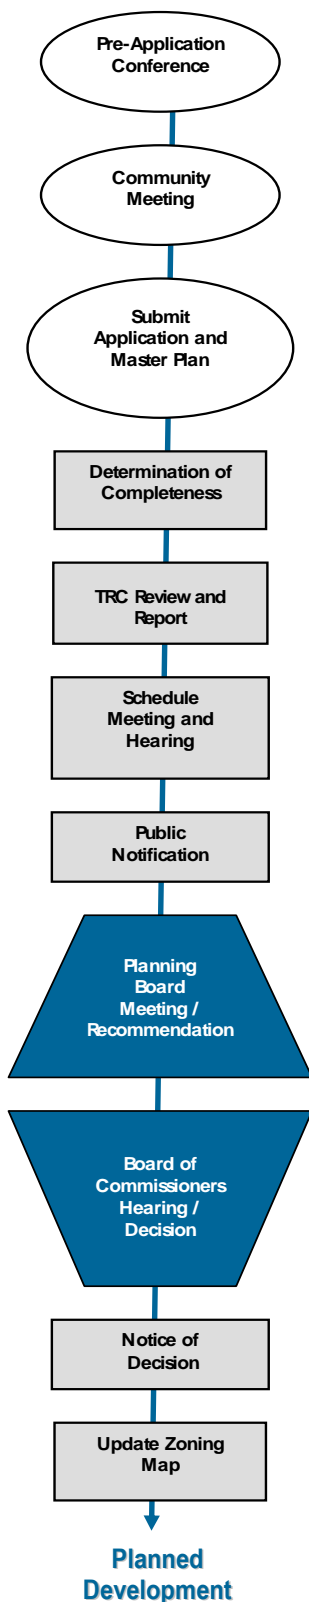 Pre-Application
Conference
Community
Meeting
Submit
Application and
Master Plan
Determination of
Completeness
TRC Review and
Report
Schedule
Meeting and
Hearing
Public
Notification
Planning
Board
Meeting /
Recommendation
Board of
Commissioners
Hearing /
Decision
Notice of
Decision
Update Zoning
Map
Planned
Development